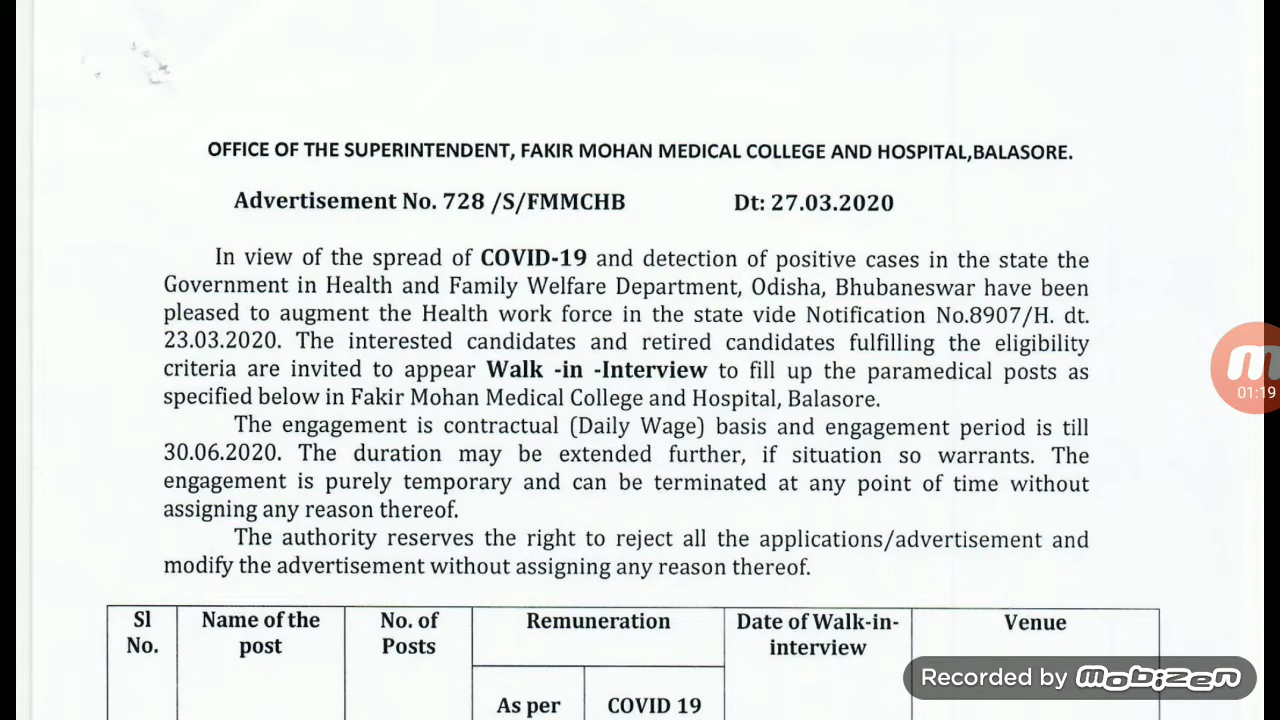 OFFICE OF THE SUPERINTENDENT, FAKIR MOHAN MEDICAL COLLEGE AND HOSPITAL,BALASORE.
Advertisement No. 728 /S/FMMCHB Dt: 27.03.2020
In view of the spread of COVID-19 and detection of positive cases in the state the
Government in Health and Family Welfare Department, Odisha, Bhubaneswar have been
pleased to augment the Health work force in the state vide Notification No.8907/H. dt.
23.03.2020. The interested candidates and retired candidates fulfilling the eligibility
criteria are invited to appear Walk -in -Interview to fill up the paramedical posts as
specified below in Fakir Mohan Medical College and Hospital, Balasore.
The engagement is contractual (Daily Wage) basis and engagement period is till
30.06.2020. The duration may be extended further, if situation so warrants. The
engagement is purely temporary and can be terminated at any point of time without
assigning any reason thereof.
The authority reserves the right to reject all the applications/advertisement and
modify the advertisement without assigning any reason thereof.
Sl No. Name of the post No. of Posts Remuneration Date of Walk-in-interview Venue
As per COVID 19
01:19
Recorded by mobizen